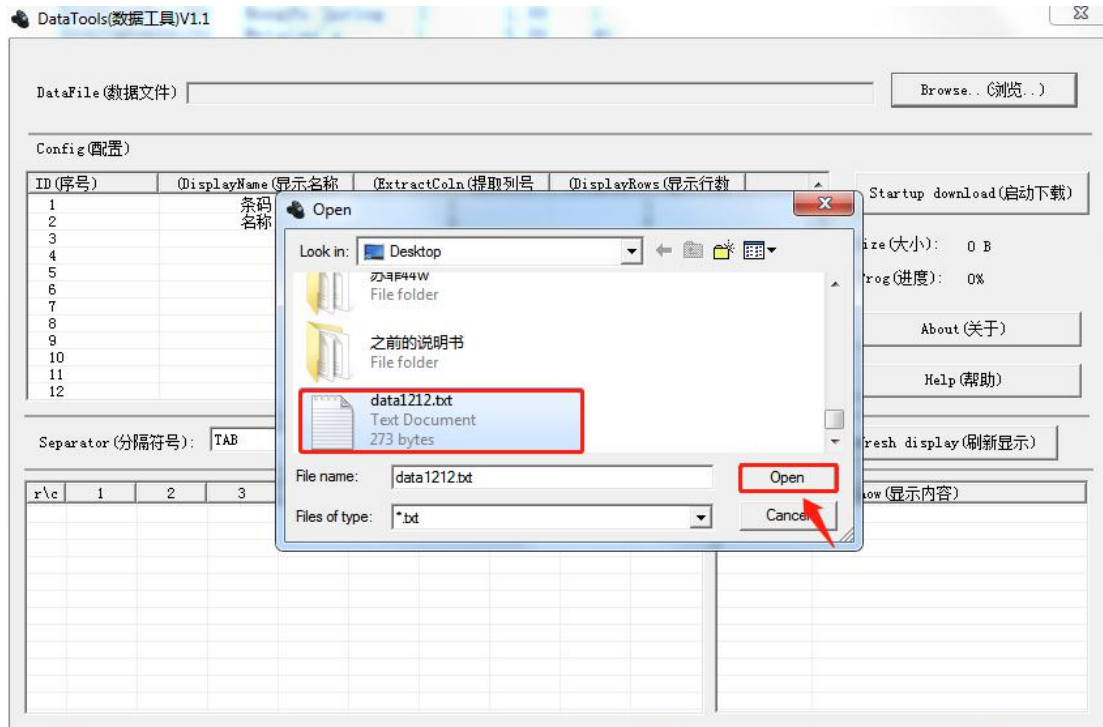 DataTools(数据工具)V1.1
DataFile(数据文件)
Browse..(浏览..)
Config(配置)
ID(序号) (DisplayName(显示名称 (ExtractColn(提取列号 (DisplayRows(显示行数
1 条码
2 名称
3
4
5
6
7
8
9
10
11
12
Startup download(启动下载)
ize(大小): 0 B
rog(进度): 0%
About(关于)
Help(帮助)
Separator(分隔符号): TAB
resh display(刷新显示)
r\c 1 2 3
ow(显示内容)
Open
Look in: Desktop
苏菲44w
File folder
之前的说明书
File folder
data1212.txt
Text Document
273 bytes
File name: data1212.txt
Open
Files of type: *.txt
Cancel